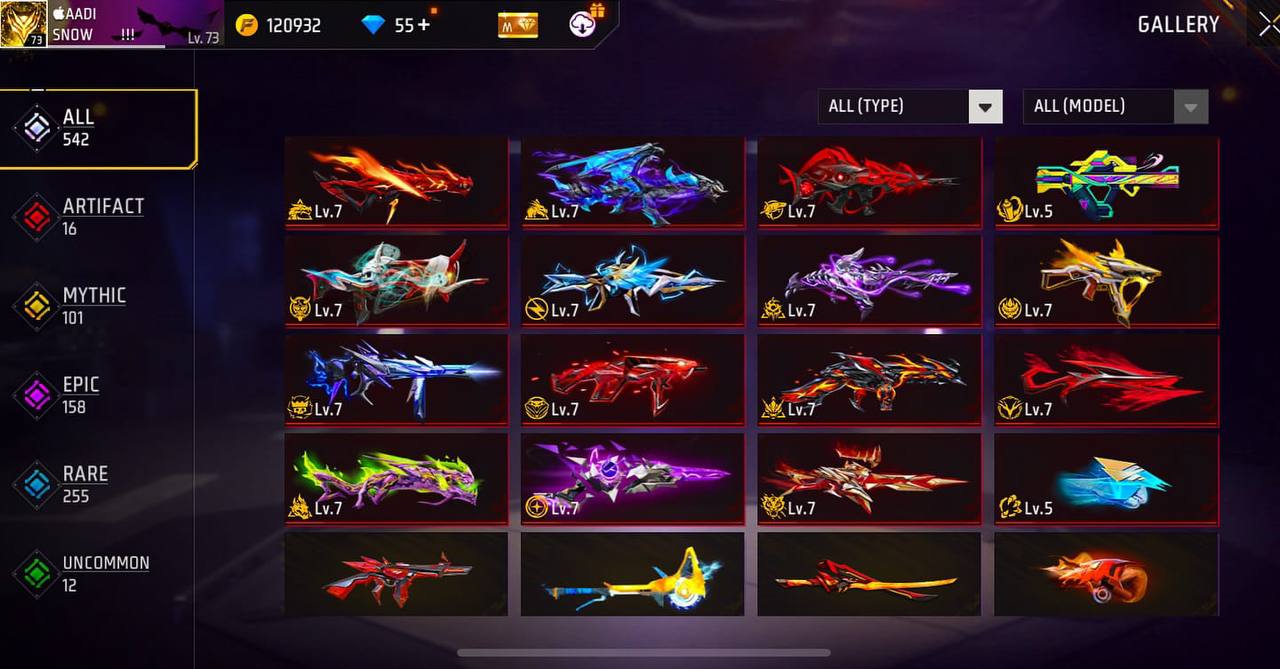 AADI
SNOW !!!
73
Lv. 73
120932
55+
M
GALLERY
ALL
542
ARTIFACT
16
MYTHIC
101
EPIC
158
RARE
255
UNCOMMON
12
ALL (TYPE)
ALL (MODEL)
Lv.7
Lv.7
Lv.7
Lv.5
Lv.7
Lv.7
Lv.7
Lv.7
Lv.7
Lv.7
Lv.7
Lv.7
Lv.7
Lv.7
Lv.7
Lv.5